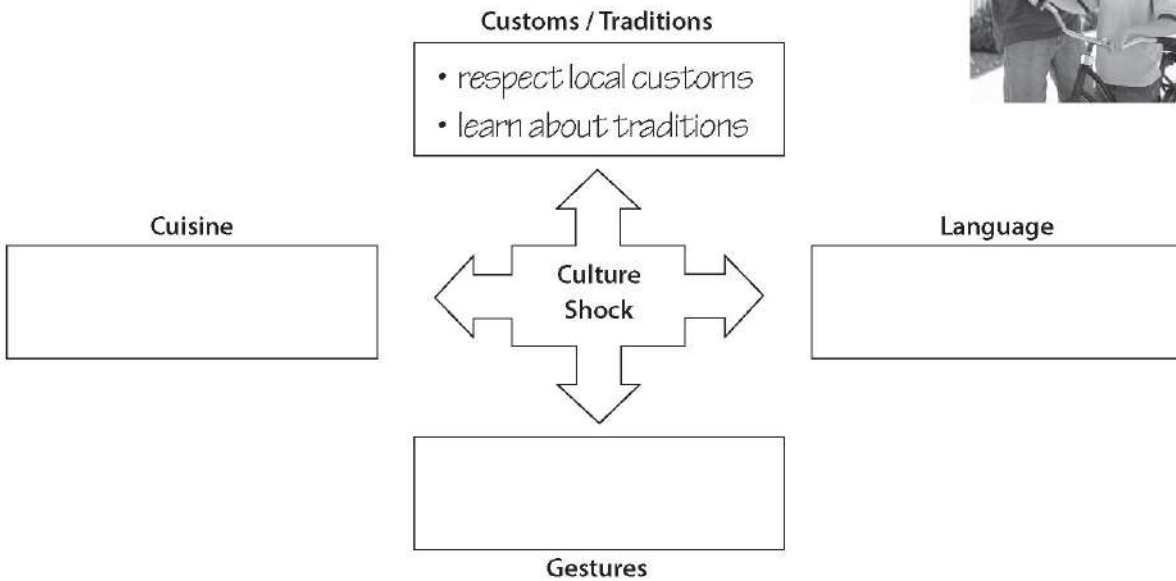 Customs / Traditions
• respect local customs
• learn about traditions
Cuisine
Language
Culture
Shock
Gestures